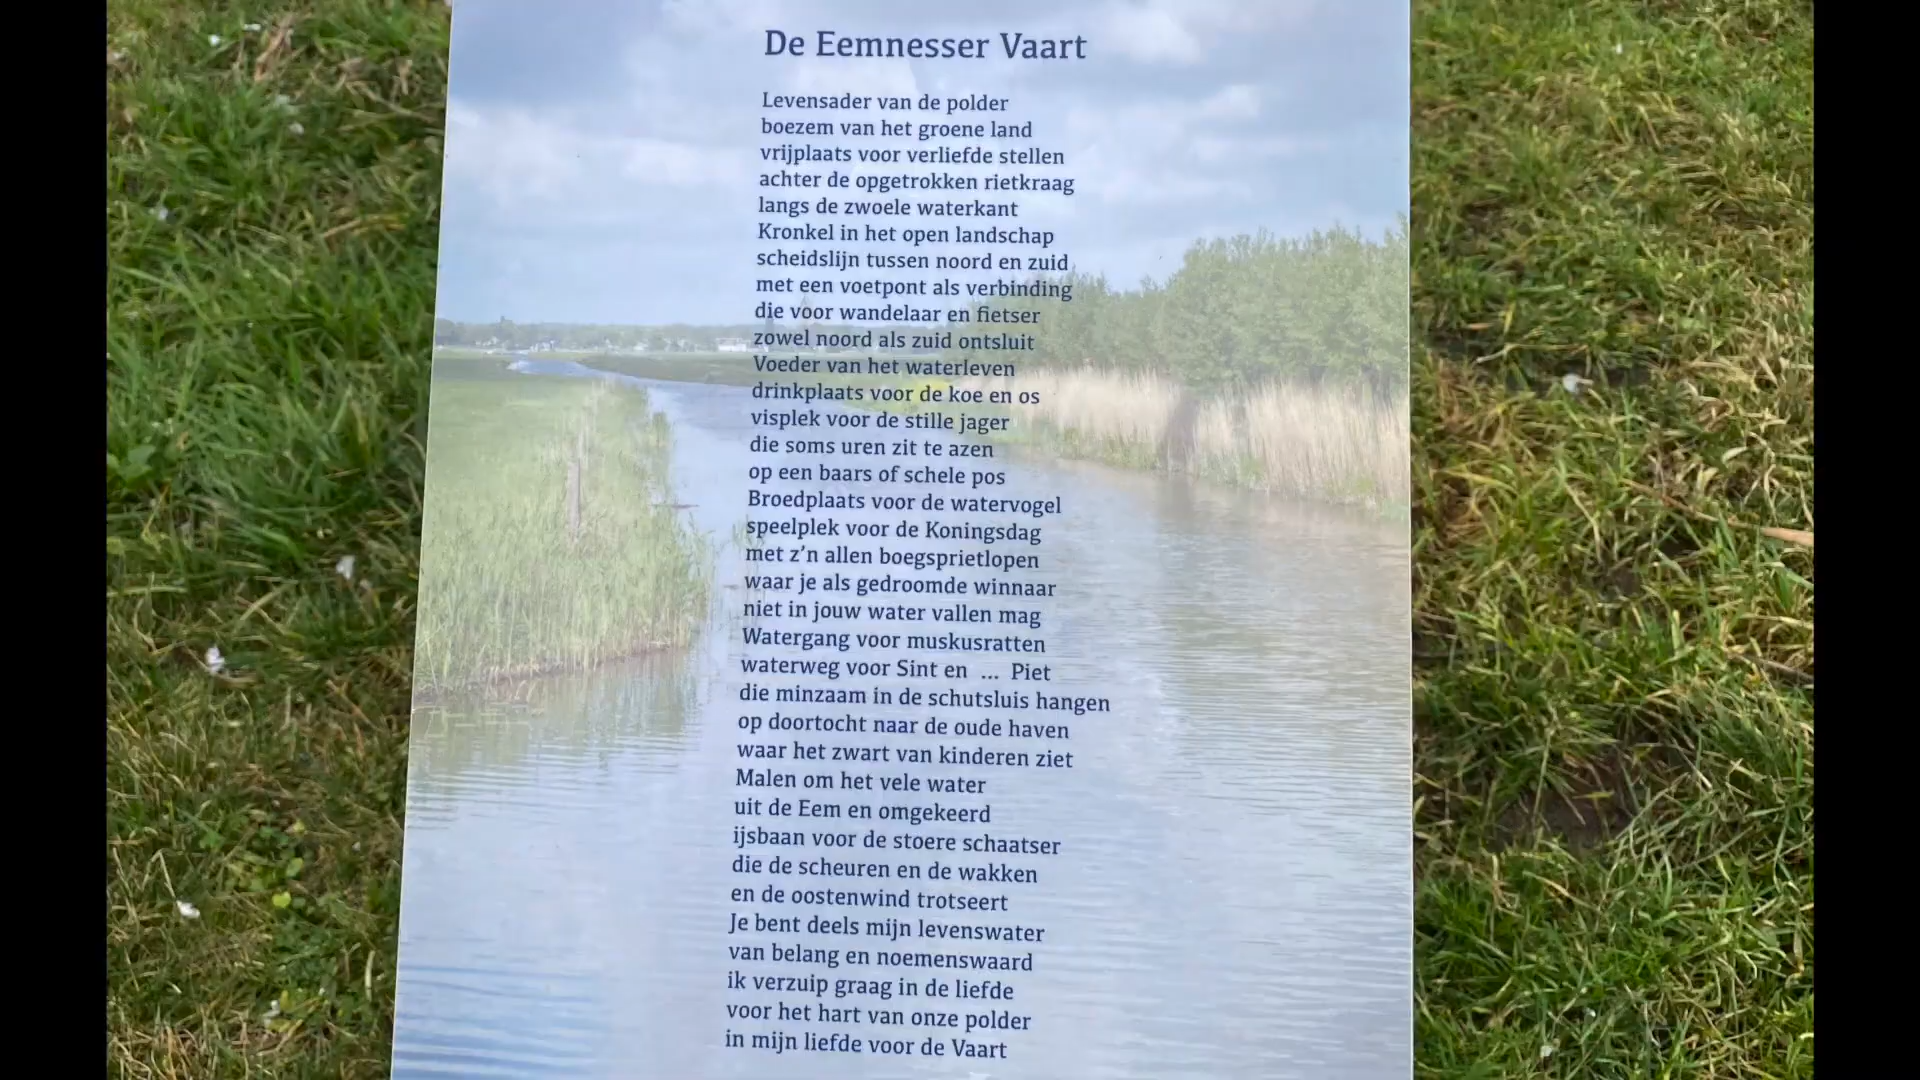 De Eemnesser Vaart
Levensader van de polder
boezem van het groene land
vrijplaats voor verliefde stellen
achter de opgetrokken rietkraag
langs de zwoele waterkant
Kronkel in het open landschap
scheidslijn tussen noord en zuid
met een voetpont als verbinding
die voor wandelaar en fietser
zowel noord als zuid ontsluit
Voeder van het waterleven
drinkplaats voor de koe en os
visplek voor de stille jager
die soms uren zit te azen
op een baars of schele pos
Broedplaats voor de watervogel
speelplek voor de Koningsdag
met z’n allen boegsprietlopen
waar je als gedroomde winnaar
niet in jouw water vallen mag
Watergang voor muskusratten
waterweg voor Sint en ... Piet
die minzaam in de schutsluis hangen
op doortocht naar de oude haven
waar het zwart van kinderen ziet
Malen om het vele water
uit de Eem en omgekeerd
ijsbaan voor de stoere schaatser
die de scheuren en de wakken
en de oostenwind trotseert
Je bent deels mijn levenswater
van belang en noemenswaard
ik verzuip graag in de liefde
voor het hart van onze polder
in mijn liefde voor de Vaart